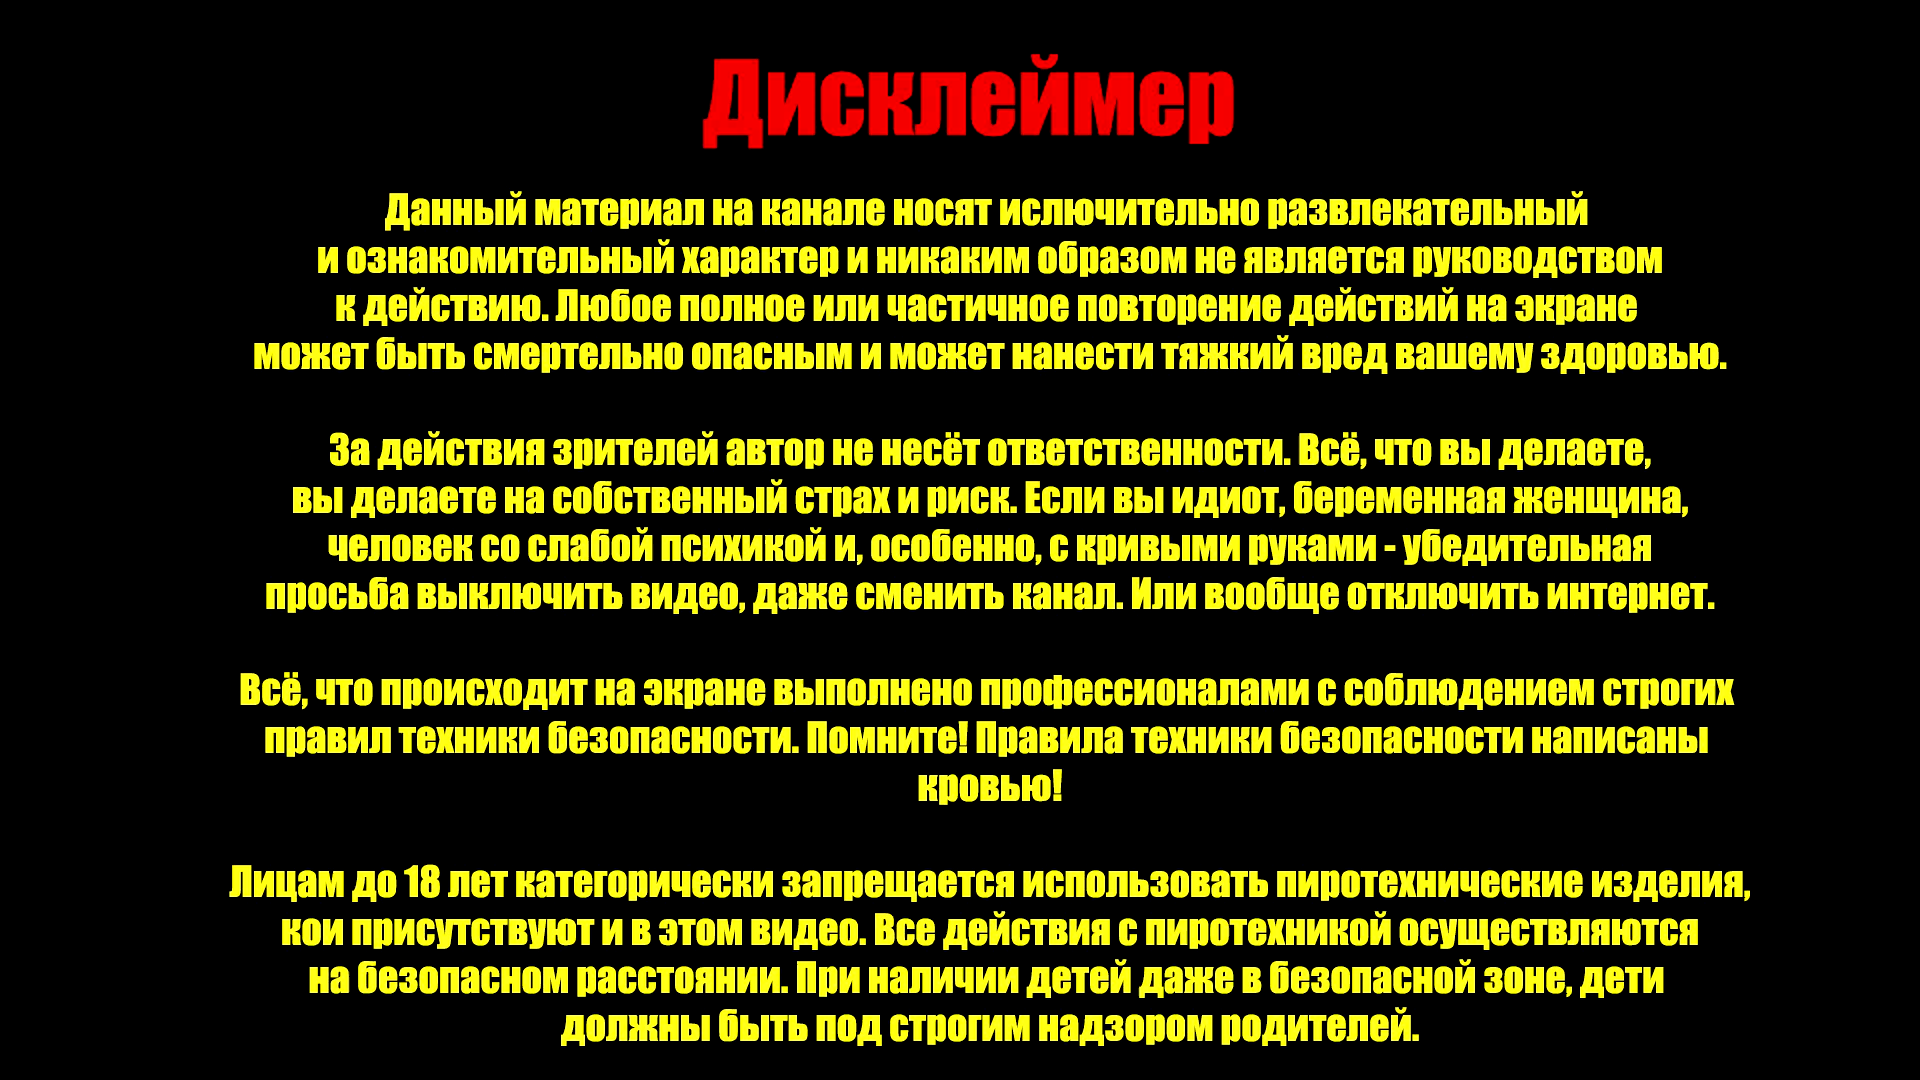 Дисклеймер
Данный материал на канале носят ислючительно развлекательный
и ознакомительный характер и никаким образом не является руководством
к действию. Любое полное или частичное повторение действий на экране
может быть смертельно опасным и может нанести тяжкий вред вашему здоровью.
За действия зрителей автор не несёт ответственности. Всё, что вы делаете,
вы делаете на собственный страх и риск. Если вы идиот, беременная женщина,
человек со слабой психикой и, особенно, с кривыми руками - убедительная
просьба выключить видео, даже сменить канал. Или вообще отключить интернет.
Всё, что происходит на экране выполнено профессионалами с соблюдением строгих
правил техники безопасности. Помните! Правила техники безопасности написаны
кровью!
Лицам до 18 лет категорически запрещается использовать пиротехнические изделия,
кои присутствуют и в этом видео. Все действия с пиротехникой осуществляются
на безопасном расстоянии. При наличии детей даже в безопасной зоне, дети
должны быть под строгим надзором родителей.